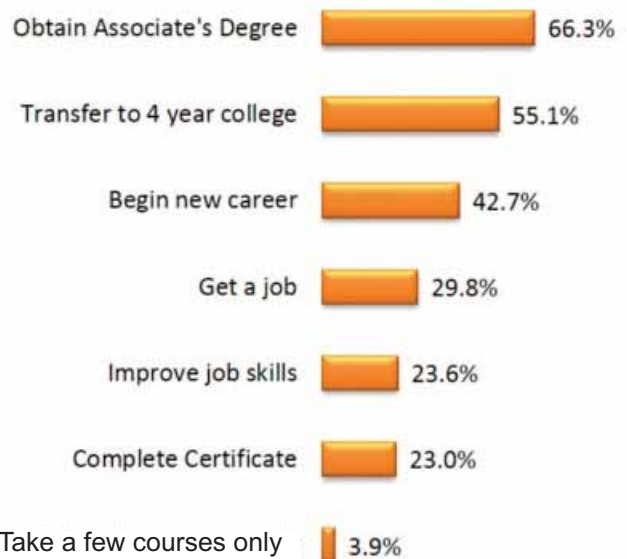 Obtain Associate's Degree 66.3%
Transfer to 4 year college 55.1%
Begin new career 42.7%
Get a job 29.8%
Improve job skills 23.6%
Complete Certificate 23.0%
Take a few courses only 3.9%